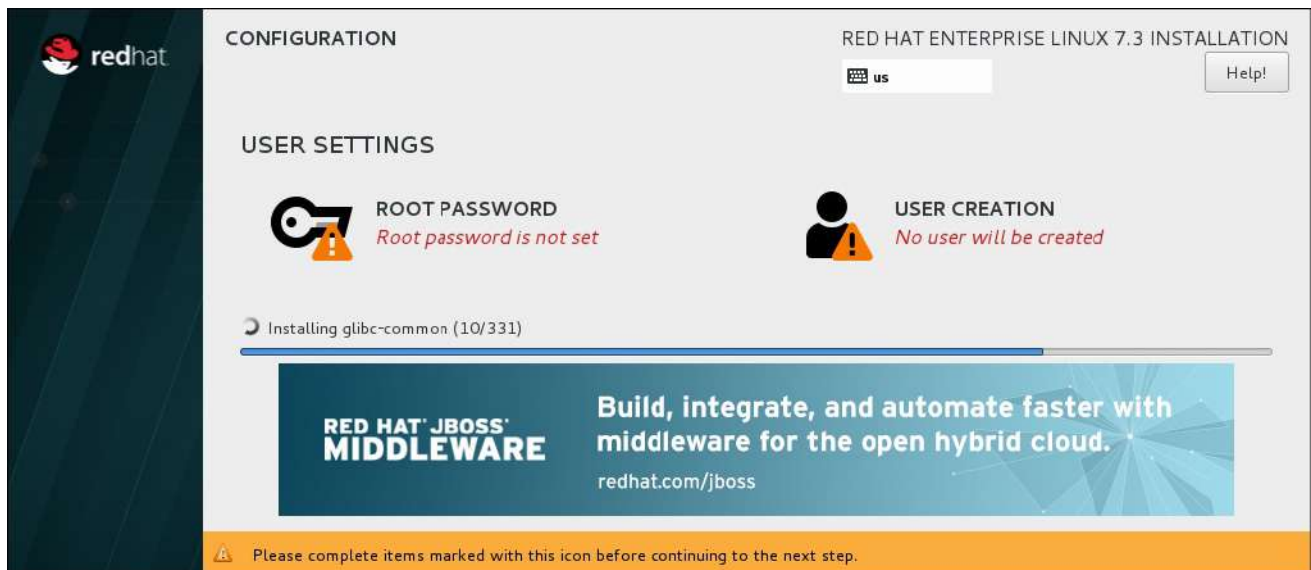 redhat
CONFIGURATION
RED HAT ENTERPRISE LINUX 7.3 INSTALLATION
us
Help!
USER SETTINGS
ROOT PASSWORD
Root password is not set
USER CREATION
No user will be created
Installing glibc-common (10/331)
RED HAT JBOSS
MIDDLEWARE
Build, integrate, and automate faster with
middleware for the open hybrid cloud.
redhat.com/jboss
Please complete items marked with this icon before continuing to the next step.